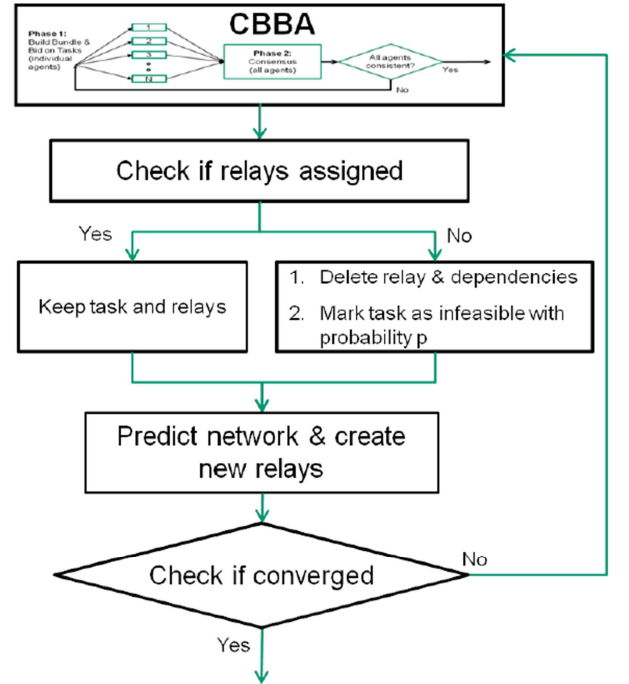 CBBA
Phase 1:
Build Bundle &
Bid on Tasks
(individual
agents)
1
2
3
N
Phase 2:
Consensus
(all agents)
All agents
consistent?
Yes
No
Check if relays assigned
Yes
No
Keep task and relays
1. Delete relay & dependencies
2. Mark task as infeasible with
probability p
Predict network & create
new relays
Check if converged
No
Yes